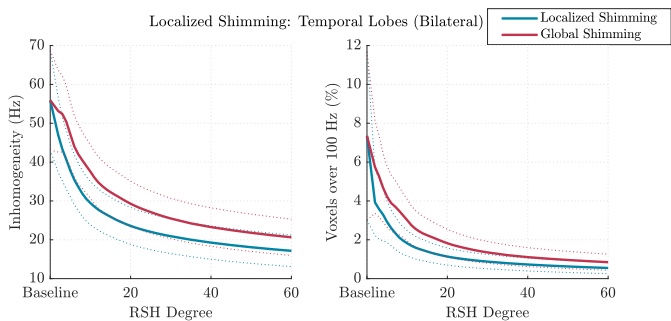 Localized Shimming: Temporal Lobes (Bilateral)
Localized Shimming
Global Shimming
Inhomogeneity (Hz)
70
60
50
40
30
20
10
Baseline 20 40 60
RSH Degree
Voxels over 100 Hz (%)
12
10
8
6
4
2
0
Baseline 20 40 60
RSH Degree